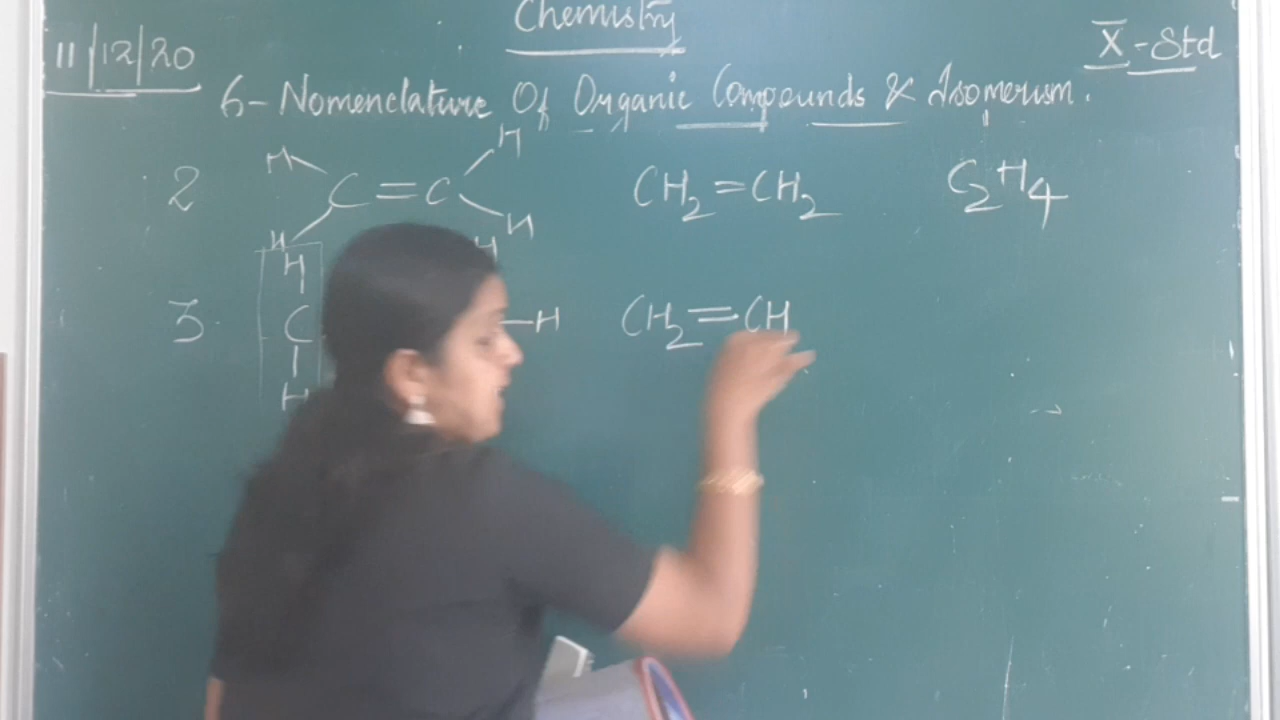 Chemistry
11/12/20 X-Std
6-Nomenclature Of Organic Compounds & Isomerism.
H H
2 C=C CH2=CH2 C2H4
H H
H H
3. C -H CH2=CH
H